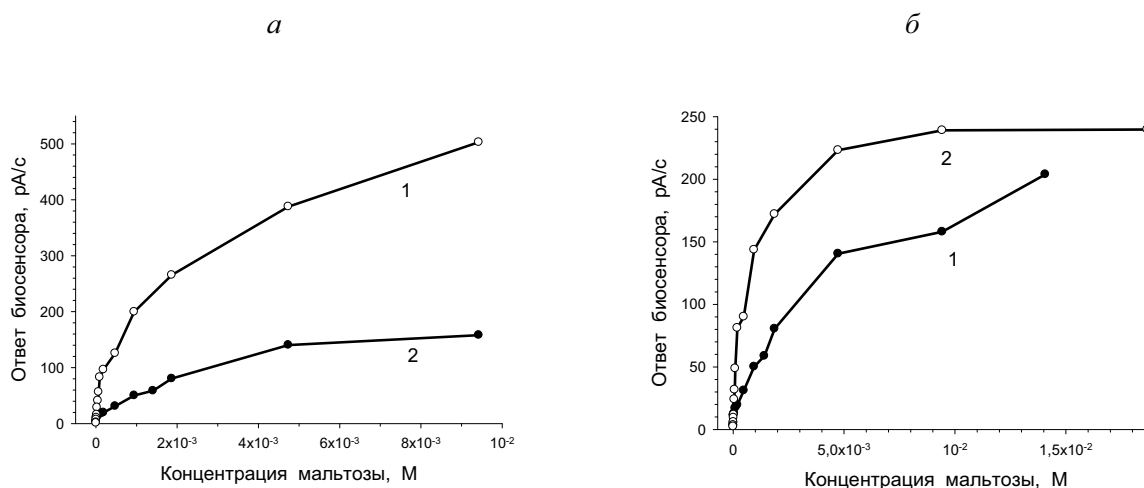 а
Ответ биосенсора, pA/c
500
400
300
200
100
0
1
2
0
2x10⁻³
4x10⁻³
6x10⁻³
8x10⁻³
10⁻²
Концентрация мальтозы, М
б
Ответ биосенсора, pA/c
250
200
150
100
50
0
2
1
0
5,0x10⁻³
10⁻²
1,5x10⁻²
Концентрация мальтозы, М